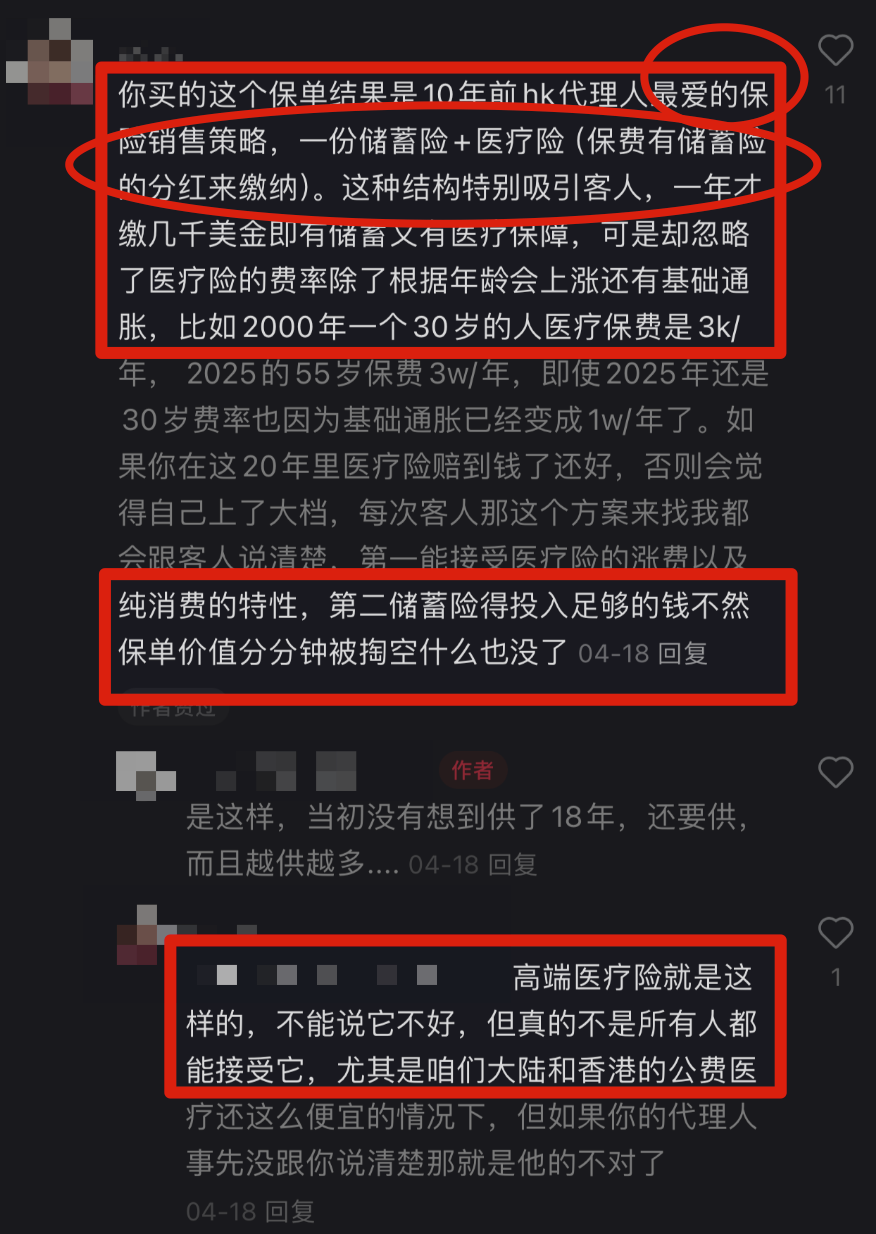 11
你买的这个保单结果是10年前hk代理人最爱的保
险销售策略，一份储蓄险+医疗险（保费有储蓄险
的分红来缴纳）。这种结构特别吸引客人，一年才
缴几千美金即有储蓄又有医疗保障，可是却忽略
了医疗险的费率除了根据年龄会上涨还有基础通
胀，比如2000年一个30岁的人医疗保费是3k/
年， 2025的55岁保费3w/年，即使2025年还是
30岁费率也因为基础通胀已经变成1w/年了。如
果你在这20年里医疗险赔到钱了还好，否则会觉
得自己上了大档，每次客人那这个方案来找我都
会跟客人说清楚，第一能接受医疗险的涨费以及
纯消费的特性，第二储蓄险得投入足够的钱不然
保单价值分分钟被掏空什么也没了 04-18 回复
作者赞过
作者
是这样，当初没有想到供了18年，还要供，
而且越供越多.... 04-18 回复
1
高端医疗险就是这
样的，不能说它不好，但真的不是所有人都
能接受它，尤其是咱们大陆和香港的公费医
疗还这么便宜的情况下，但如果你的代理人
事先没跟你说清楚那就是他的不对了
04-18 回复